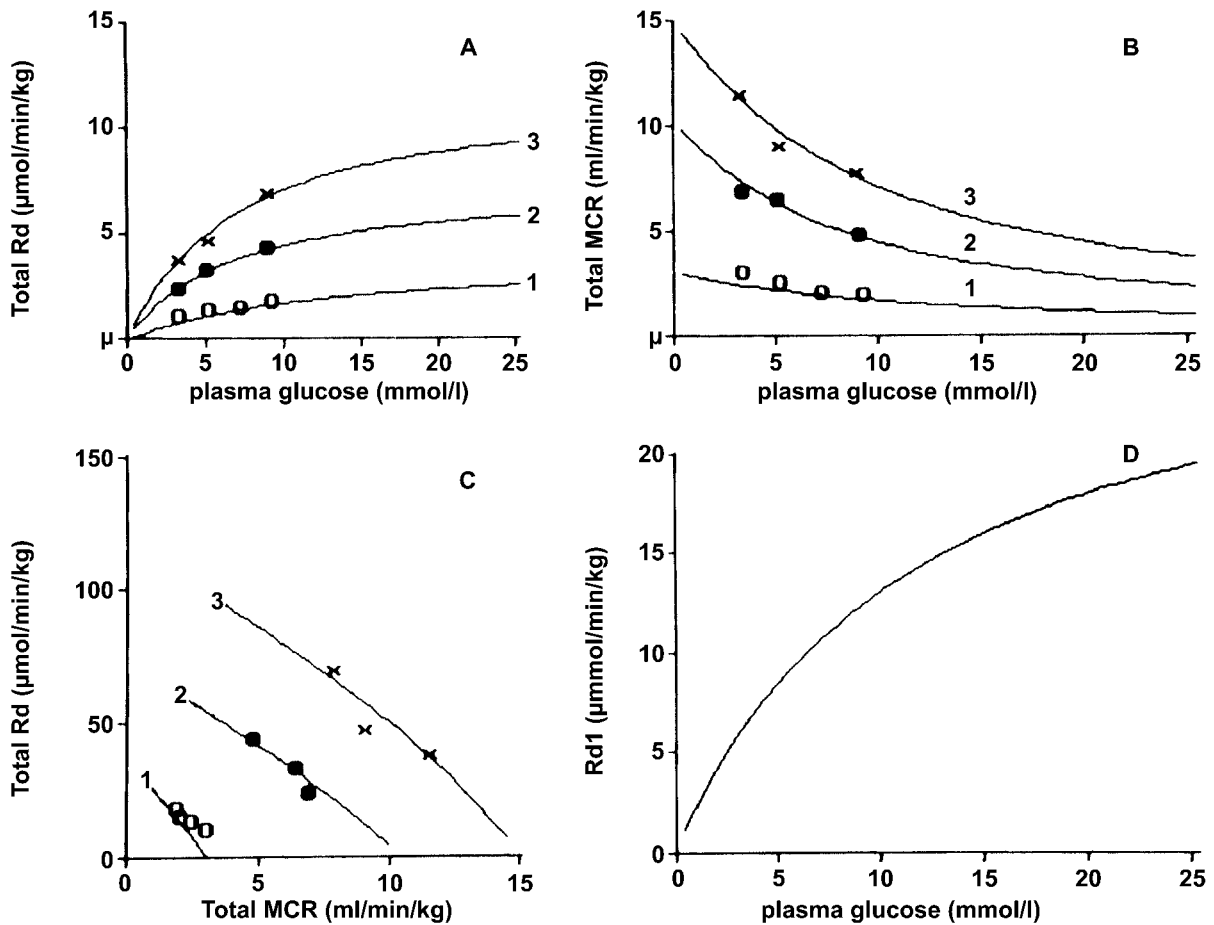 A
Total Rd (µmol/min/kg)
15
10
5
µ
0 5 10 15 20 25
plasma glucose (mmol/l)
3
2
1
B
Total MCR (ml/min/kg)
15
10
5
µ
0 5 10 15 20 25
plasma glucose (mmol/l)
3
2
1
C
Total Rd (µmol/min/kg)
150
100
50
0
0 5 10 15
Total MCR (ml/min/kg)
3
2
1
D
Rd1 (µmmol/min/kg)
20
15
10
5
0
0 5 10 15 20 25
plasma glucose (mmol/l)